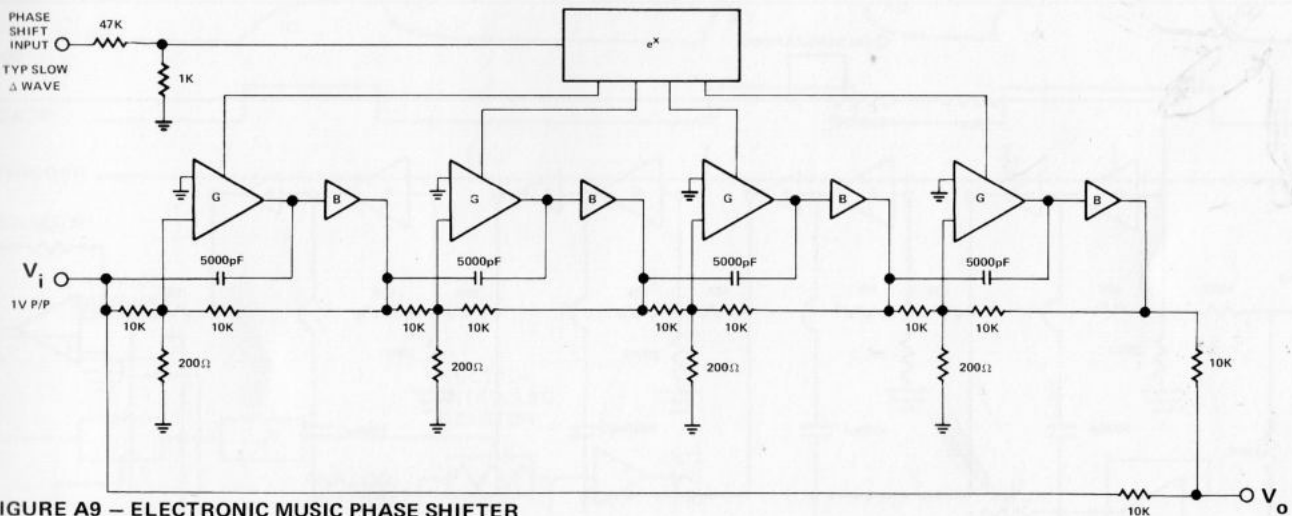 PHASE
SHIFT
INPUT
47K
TYP SLOW
Δ WAVE
1K
e^x
G
B
G
B
G
B
G
B
5000pF
5000pF
5000pF
5000pF
Vi
1V P/P
10K
10K
10K
10K
10K
10K
10K
10K
200Ω
200Ω
200Ω
200Ω
10K
10K
Vo
IGURE A9 – ELECTRONIC MUSIC PHASE SHIFTER